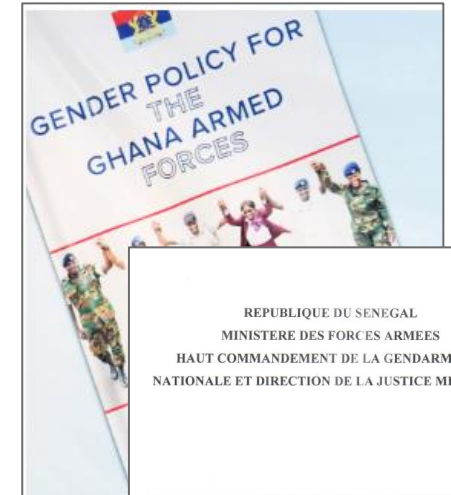 GENDER POLICY FOR
THE
GHANA ARMED
FORCES
REPUBLIQUE DU SENEGAL
MINISTERE DES FORCES ARMEES
HAUT COMMANDEMENT DE LA GENDARM
NATIONALE ET DIRECTION DE LA JUSTICE MI